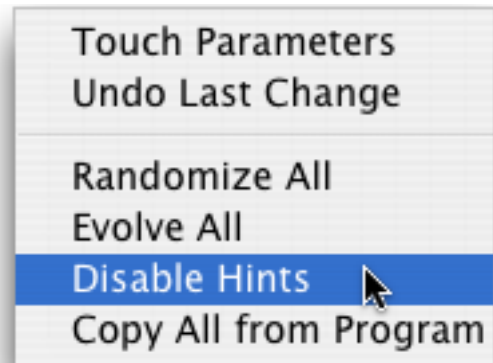 Touch Parameters
Undo Last Change
Randomize All
Evolve All
Disable Hints
Copy All from Program